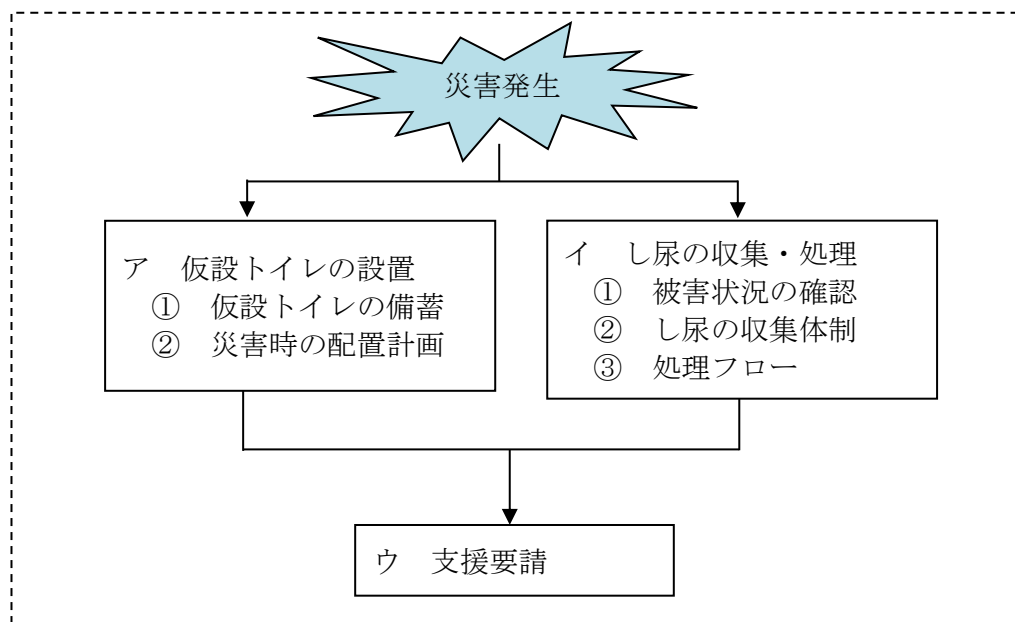 災害発生
ア　仮設トイレの設置
①　仮設トイレの備蓄
②　災害時の配置計画
イ　し尿の収集・処理
①　被害状況の確認
②　し尿の収集体制
③　処理フロー
ウ　支援要請